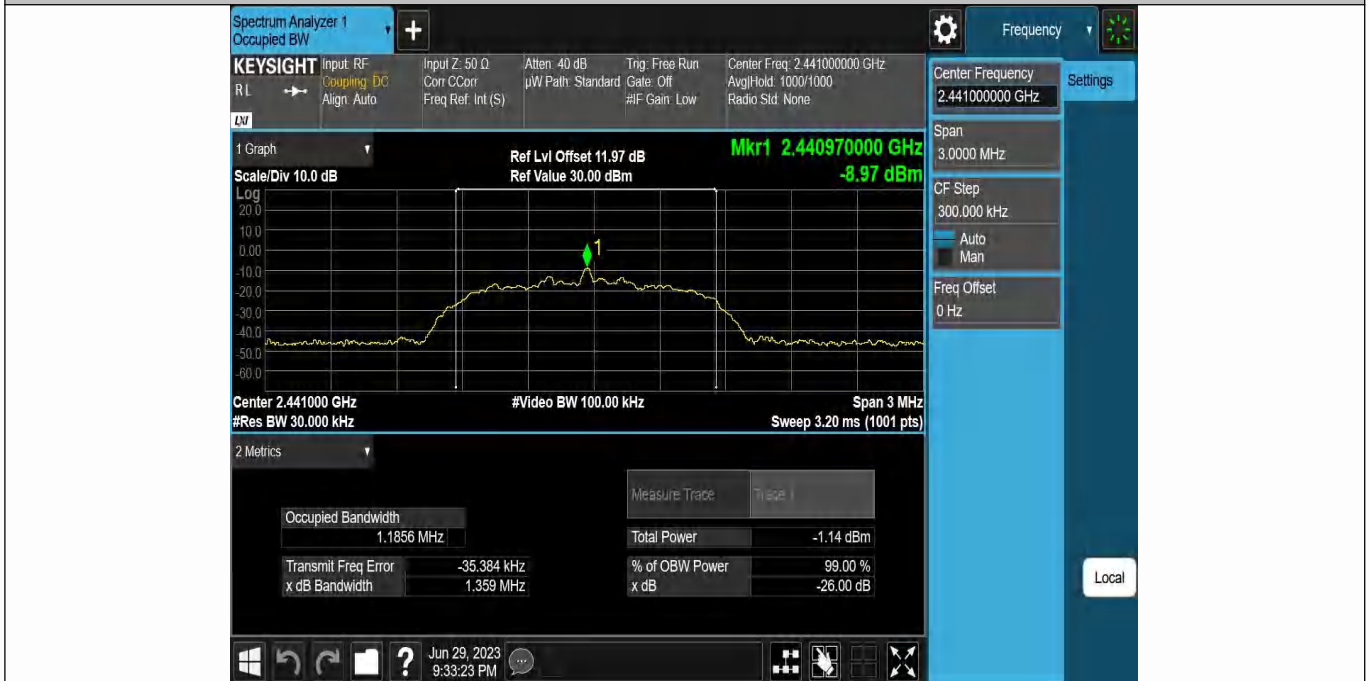 Spectrum Analyzer 1
Occupied BW
+
Frequency
KEYSIGHT
R L
LXI
Input: RF
Coupling: DC
Align: Auto
Input Z: 50 Ω
Corr CCorr
Freq Ref: Int (S)
Atten: 40 dB
µW Path: Standard
Trig: Free Run
Gate: Off
#IF Gain: Low
Center Freq: 2.441000000 GHz
Avg|Hold: 1000/1000
Radio Std: None
Center Frequency
2.441000000 GHz
Settings
Span
3.0000 MHz
CF Step
300.000 kHz
Auto
Man
Freq Offset
0 Hz
1 Graph
Scale/Div 10.0 dB
Ref Lvl Offset 11.97 dB
Ref Value 30.00 dBm
Mkr1 2.440970000 GHz
-8.97 dBm
Log
20.0
10.0
0.00
-10.0
-20.0
-30.0
-40.0
-50.0
-60.0
1
Center 2.441000 GHz
#Res BW 30.000 kHz
#Video BW 100.00 kHz
Span 3 MHz
Sweep 3.20 ms (1001 pts)
2 Metrics
Measure Trace Trace 1
Occupied Bandwidth
1.1856 MHz
Total Power -1.14 dBm
Transmit Freq Error -35.384 kHz
% of OBW Power 99.00 %
x dB Bandwidth 1.359 MHz
x dB -26.00 dB
Local
?
Jun 29, 2023
9:33:23 PM